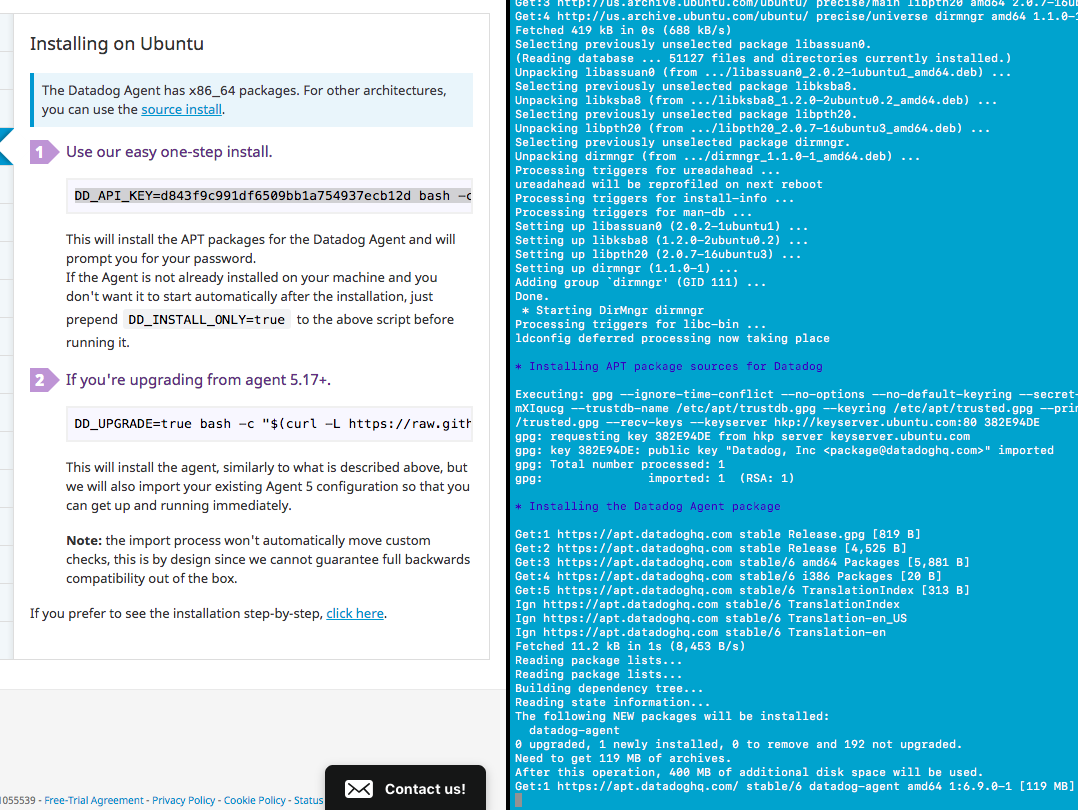 Installing on Ubuntu
The Datadog Agent has x86_64 packages. For other architectures,
you can use the source install.
1 Use our easy one-step install.
DD_API_KEY=d843f9c991df6509bb1a754937ecb12d bash -c
This will install the APT packages for the Datadog Agent and will
prompt you for your password.
If the Agent is not already installed on your machine and you
don't want it to start automatically after the installation, just
prepend DD_INSTALL_ONLY=true to the above script before
running it.
2 If you're upgrading from agent 5.17+.
DD_UPGRADE=true bash -c "$(curl -L https://raw.gith
This will install the agent, similarly to what is described above, but
we will also import your existing Agent 5 configuration so that you
can get up and running immediately.
Note: the import process won't automatically move custom
checks, this is by design since we cannot guarantee full backwards
compatibility out of the box.
If you prefer to see the installation step-by-step, click here.
1055539 - Free-Trial Agreement - Privacy Policy - Cookie Policy - Status
Contact us!
Get:3 http://us.archive.ubuntu.com/ubuntu/ precise/main libpth20 amd64 2.0.7-16ub
Get:4 http://us.archive.ubuntu.com/ubuntu/ precise/universe dirmngr amd64 1.1.0-1
Fetched 419 kB in 0s (688 kB/s)
Selecting previously unselected package libassuan0.
(Reading database ... 51127 files and directories currently installed.)
Unpacking libassuan0 (from .../libassuan0_2.0.2-1ubuntu1_amd64.deb) ...
Selecting previously unselected package libksba8.
Unpacking libksba8 (from .../libksba8_1.2.0-2ubuntu0.2_amd64.deb) ...
Selecting previously unselected package libpth20.
Unpacking libpth20 (from .../libpth20_2.0.7-16ubuntu3_amd64.deb) ...
Selecting previously unselected package dirmngr.
Unpacking dirmngr (from .../dirmngr_1.1.0-1_amd64.deb) ...
Processing triggers for ureadahead ...
ureadahead will be reprofiled on next reboot
Processing triggers for install-info ...
Processing triggers for man-db ...
Setting up libassuan0 (2.0.2-1ubuntu1) ...
Setting up libksba8 (1.2.0-2ubuntu0.2) ...
Setting up libpth20 (2.0.7-16ubuntu3) ...
Setting up dirmngr (1.1.0-1) ...
Adding group `dirmngr' (GID 111) ...
Done.
* Starting DirMngr dirmngr
Processing triggers for libc-bin ...
ldconfig deferred processing now taking place
* Installing APT package sources for Datadog
Executing: gpg --ignore-time-conflict --no-options --no-default-keyring --secret-
mXIqucg --trustdb-name /etc/apt/trustdb.gpg --keyring /etc/apt/trusted.gpg --prim
/trusted.gpg --recv-keys --keyserver hkp://keyserver.ubuntu.com:80 382E94DE
gpg: requesting key 382E94DE from hkp server keyserver.ubuntu.com
gpg: key 382E94DE: public key "Datadog, Inc <package@datadoghq.com>" imported
gpg: Total number processed: 1
gpg: imported: 1 (RSA: 1)
* Installing the Datadog Agent package
Get:1 https://apt.datadoghq.com stable Release.gpg [819 B]
Get:2 https://apt.datadoghq.com stable Release [4,525 B]
Get:3 https://apt.datadoghq.com stable/6 amd64 Packages [5,881 B]
Get:4 https://apt.datadoghq.com stable/6 i386 Packages [20 B]
Get:5 https://apt.datadoghq.com stable/6 TranslationIndex [313 B]
Ign https://apt.datadoghq.com stable/6 TranslationIndex
Ign https://apt.datadoghq.com stable/6 Translation-en_US
Ign https://apt.datadoghq.com stable/6 Translation-en
Fetched 11.2 kB in 1s (8,453 B/s)
Reading package lists...
Reading package lists...
Building dependency tree...
Reading state information...
The following NEW packages will be installed:
datadog-agent
0 upgraded, 1 newly installed, 0 to remove and 192 not upgraded.
Need to get 119 MB of archives.
After this operation, 400 MB of additional disk space will be used.
Get:1 https://apt.datadoghq.com/ stable/6 datadog-agent amd64 1:6.9.0-1 [119 MB]